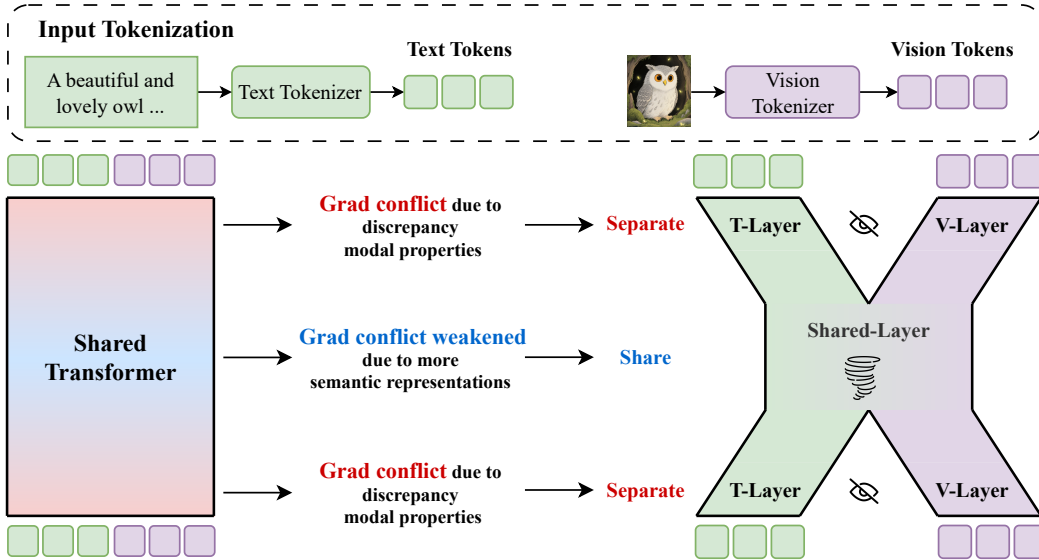 Input Tokenization
A beautiful and
lovely owl ...
Text Tokenizer
Text Tokens
Vision
Tokenizer
Vision Tokens
Shared
Transformer
Grad conflict due to
discrepancy
modal properties
Separate
Grad conflict weakened
due to more
semantic representations
Share
Grad conflict due to
discrepancy
modal properties
Separate
T-Layer
V-Layer
Shared-Layer
T-Layer
V-Layer